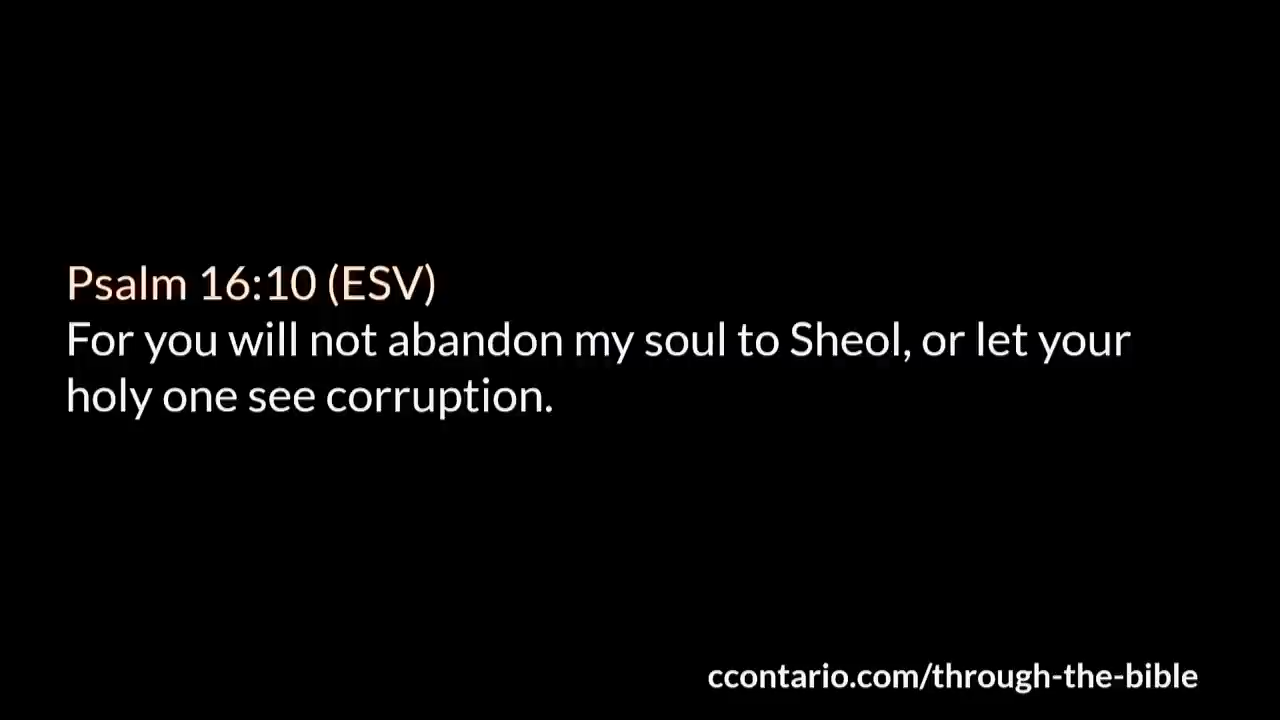 Psalm 16:10 (ESV)
For you will not abandon my soul to Sheol, or let your
holy one see corruption.
ccontario.com/through-the-bible